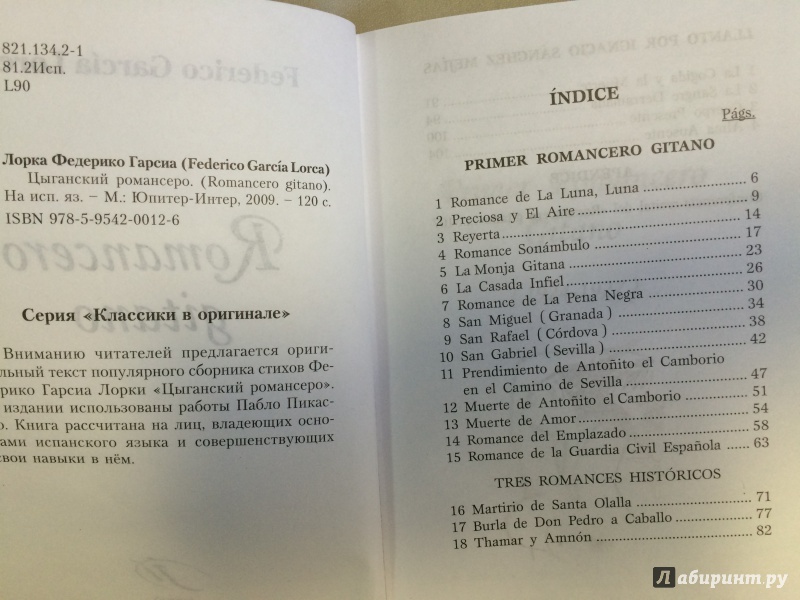 821.134.2-1
81.2Исп.
L90
Лорка Федерико Гарсиа (Federico García Lorca)
Цыганский романсеро. (Romancero gitano).
На исп. яз. – М.: Юпитер-Интер, 2009. – 120 с.
ISBN 978-5-9542-0012-6
Серия «Классики в оригинале»
Вниманию читателей предлагается ориги-
льный текст популярного сборника стихов Фе-
ерико Гарсиа Лорки «Цыганский романсеро».
издании использованы работы Пабло Пикас-
о. Книга рассчитана на лиц, владеющих осно-
ами испанского языка и совершенствующих
свои навыки в нём.
ÍNDICE
Págs.
PRIMER ROMANCERO GITANO
1 Romance de La Luna, Luna 6
2 Preciosa y El Aire 9
3 Reyerta 14
4 Romance Sonámbulo 17
5 La Monja Gitana 23
6 La Casada Infiel 26
7 Romance de La Pena Negra 30
8 San Miguel ( Granada ) 34
9 San Rafael ( Córdova ) 38
10 San Gabriel ( Sevilla ) 42
11 Prendimiento de Antoñito el Camborio
en el Camino de Sevilla 47
12 Muerte de Antoñito el Camborio 51
13 Muerte de Amor 54
14 Romance del Emplazado 58
15 Romance de la Guardia Civil Española 63
TRES ROMANCES HISTÓRICOS
16 Martirio de Santa Olalla 71
17 Burla de Don Pedro a Caballo 77
18 Thamar y Amnón 82
Лабиринт.ру